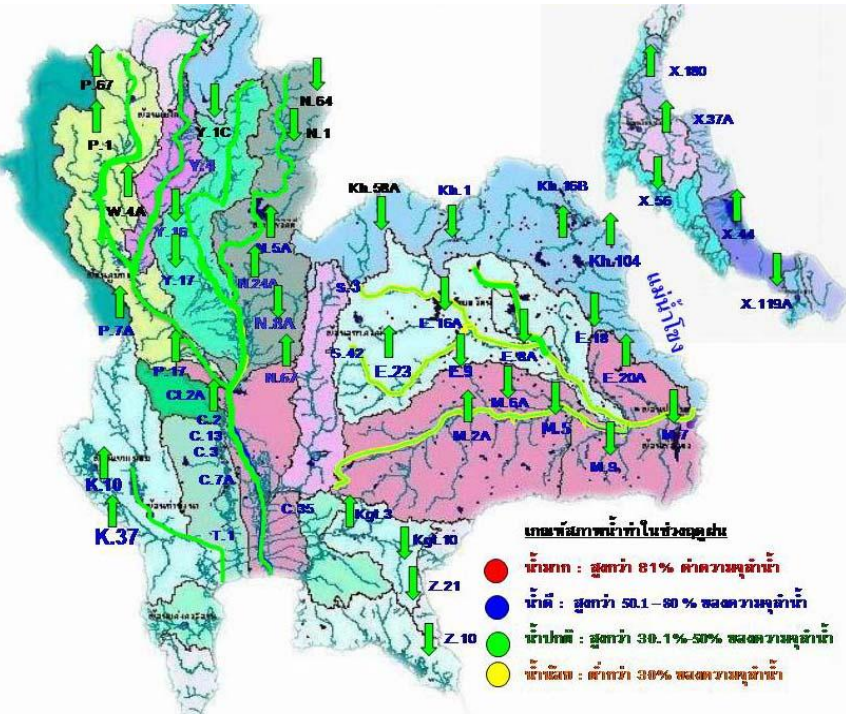 P.67
N.64
X.180
P.1
Y.1C
N.1
X.37A
Y.4
W.4A
Kh.58A
Kh.1
Kh.16B
X.56
Y.16
N.5A
X.44
Kh.104
Y.17
N.24A
S.3
แม่น้ำโขง
X.119A
P.7A
N.8A
E.16A
S.42
E.8A
E.18
P.17
N.67
E.23
E.9
E.20A
Ct.2A
M.6A
C.2
M.2A
M.5
M.7
C.13
C.3
M.9
K.10
C.7A
C.35
Kgt.3
K.37
T.1
Kgt.10
เกณฑ์สภาพน้ำท่าในช่วงฤดูฝน
น้ำมาก : สูงกว่า 81% ค่าความจุลำน้ำ
Z.21
น้ำดี : สูงกว่า 50.1 – 80 % ของความจุลำน้ำ
Z.10
น้ำปกติ : สูงกว่า 30.1%-50% ของความจุลำน้ำ
น้ำน้อย : ต่ำกว่า 30% ของความจุลำน้ำ